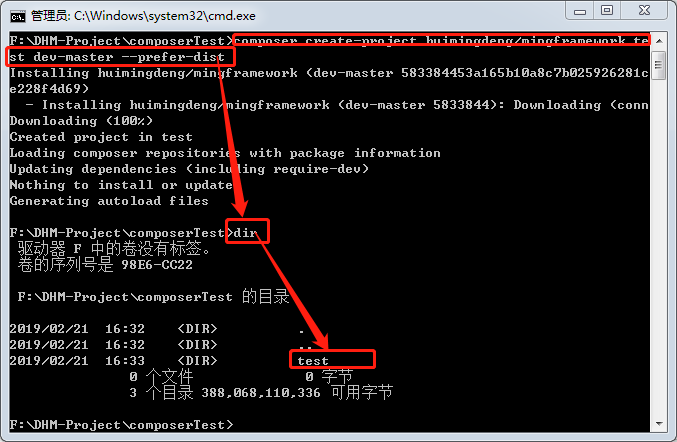 管理员: C:\Windows\system32\cmd.exe
F:\DHM-Project\composerTest>composer create-project huimingdeng/mingframework te
st dev-master --prefer-dist
Installing huimingdeng/mingframework (dev-master 583384453a165b10a8c7b025926281c
e228f4d69)
- Installing huimingdeng/mingframework (dev-master 5833844): Downloading (conn
Downloading (100%)
Created project in test
Loading composer repositories with package information
Updating dependencies (including require-dev)
Nothing to install or update
Generating autoload files
F:\DHM-Project\composerTest>dir
驱动器 F 中的卷没有标签。
卷的序列号是 98E6-CC22
F:\DHM-Project\composerTest 的目录
2019/02/21 16:32 <DIR> .
2019/02/21 16:32 <DIR> ..
2019/02/21 16:33 <DIR> test
0 个文件 0 字节
3 个目录 388,068,110,336 可用字节
F:\DHM-Project\composerTest>